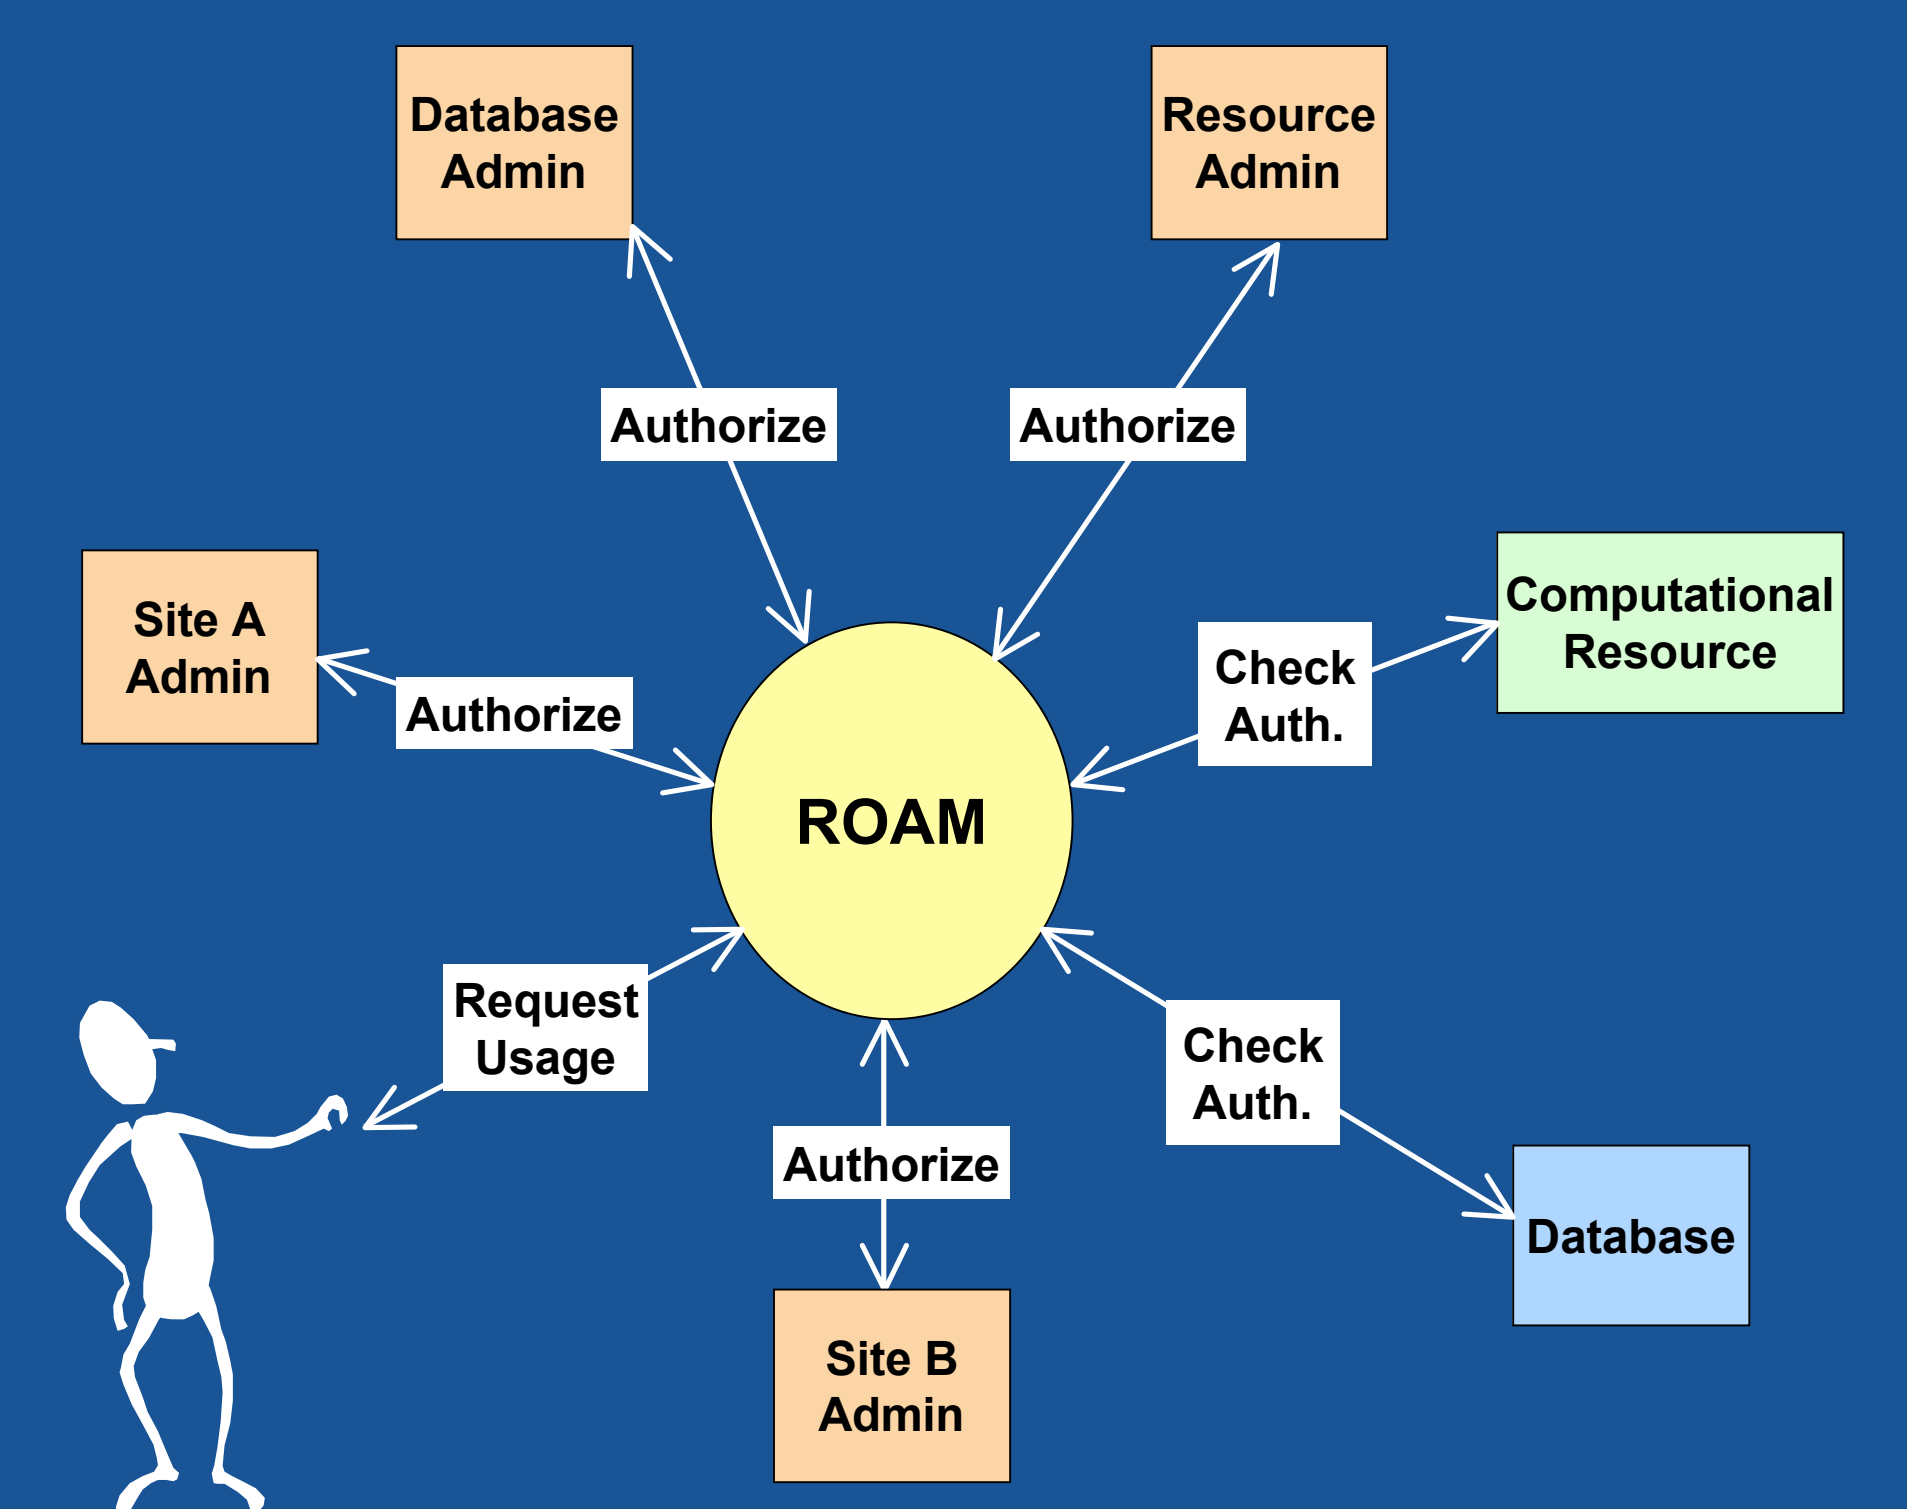 Database
Admin
Resource
Admin
Authorize
Authorize
Site A
Admin
Computational
Resource
Authorize
Check
Auth.
ROAM
Request
Usage
Check
Auth.
Authorize
Database
Site B
Admin